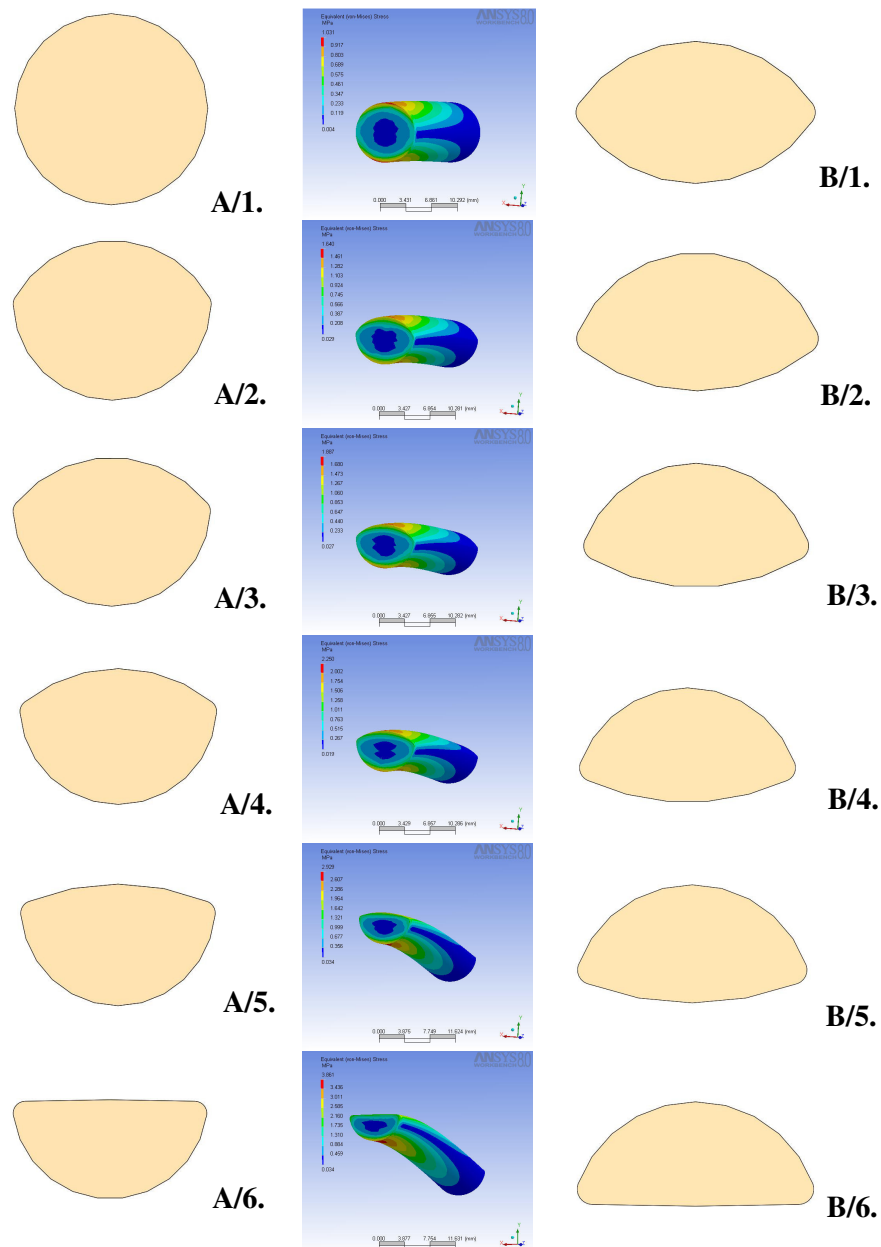 Equivalent (von-Mises) Stress
MPa
1.031
0.917
0.803
0.689
0.575
0.461
0.347
0.233
0.119
0.004
0.000 3.431 6.861 10.292 (mm)
A/1.
B/1.
Equivalent (von-Mises) Stress
MPa
1.640
1.461
1.282
1.103
0.924
0.745
0.566
0.387
0.208
0.029
0.000 3.427 6.854 10.281 (mm)
A/2.
B/2.
Equivalent (von-Mises) Stress
MPa
1.887
1.680
1.473
1.267
1.060
0.853
0.647
0.440
0.233
0.027
0.000 3.427 6.855 10.282 (mm)
A/3.
B/3.
Equivalent (von-Mises) Stress
MPa
2.250
2.002
1.754
1.506
1.259
1.011
0.763
0.515
0.267
0.019
0.000 3.429 6.857 10.286 (mm)
A/4.
B/4.
Equivalent (von-Mises) Stress
MPa
2.929
2.607
2.286
1.964
1.642
1.321
0.999
0.677
0.356
0.034
0.000 3.875 7.749 11.624 (mm)
A/5.
B/5.
Equivalent (von-Mises) Stress
MPa
3.861
3.436
3.011
2.585
2.160
1.735
1.310
0.884
0.459
0.034
0.000 3.877 7.754 11.631 (mm)
A/6.
B/6.